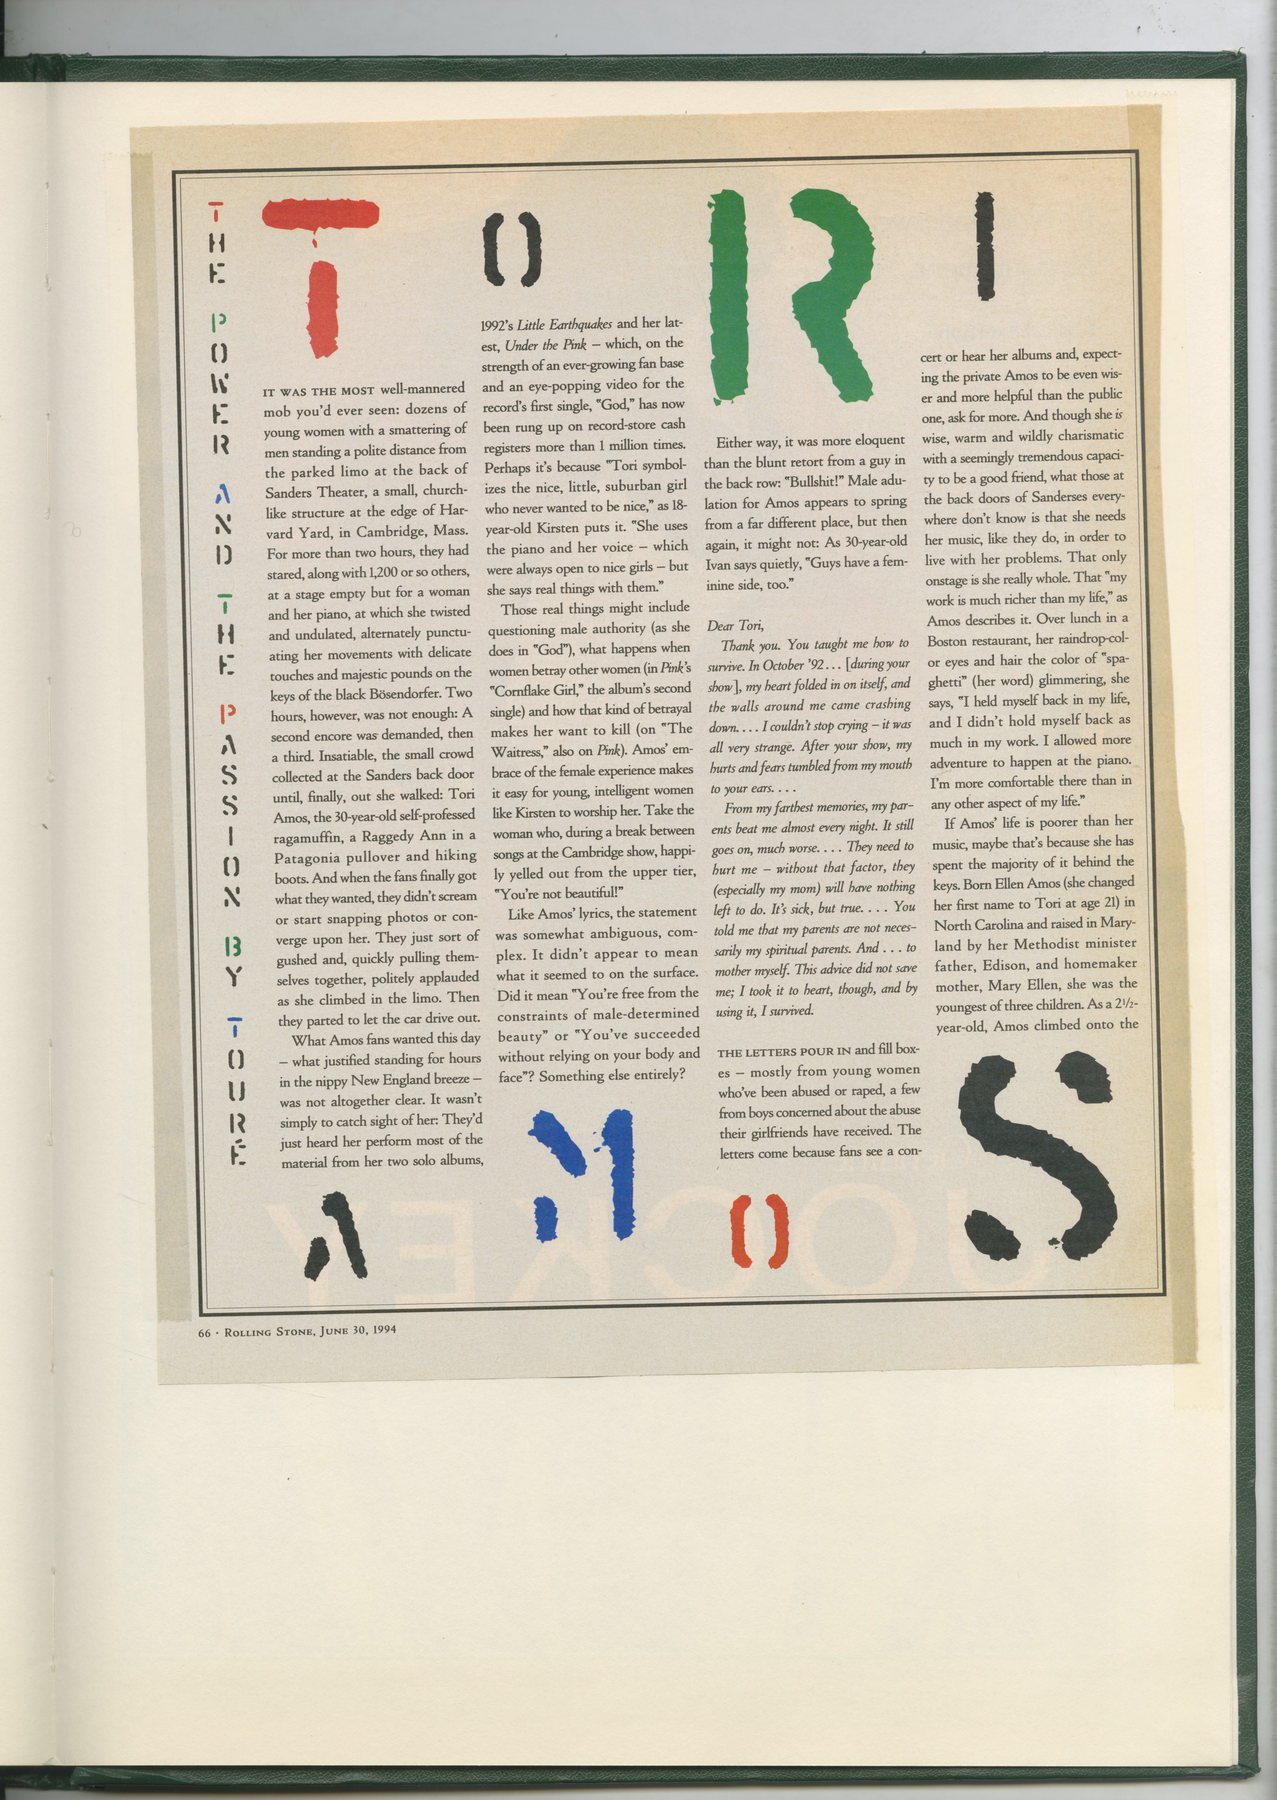 TORI
AMOS
THE POWER AND THE PASSION BY TOURÉ
IT WAS THE MOST well-mannered
mob you'd ever seen: dozens of
young women with a smattering of
men standing a polite distance from
the parked limo at the back of
Sanders Theater, a small, church-
like structure at the edge of Har-
vard Yard, in Cambridge, Mass.
For more than two hours, they had
stared, along with 1,200 or so others,
at a stage empty but for a woman
and her piano, at which she twisted
and undulated, alternately punctu-
ating her movements with delicate
touches and majestic pounds on the
keys of the black Bösendorfer. Two
hours, however, was not enough: A
second encore was demanded, then
a third. Insatiable, the small crowd
collected at the Sanders back door
until, finally, out she walked: Tori
Amos, the 30-year-old self-professed
ragamuffin, a Raggedy Ann in a
Patagonia pullover and hiking
boots. And when the fans finally got
what they wanted, they didn't scream
or start snapping photos or con-
verge upon her. They just sort of
gushed and, quickly pulling them-
selves together, politely applauded
as she climbed in the limo. Then
they parted to let the car drive out.
What Amos fans wanted this day
– what justified standing for hours
in the nippy New England breeze –
was not altogether clear. It wasn't
simply to catch sight of her: They'd
just heard her perform most of the
material from her two solo albums,
1992's Little Earthquakes and her lat-
est, Under the Pink – which, on the
strength of an ever-growing fan base
and an eye-popping video for the
record's first single, "God," has now
been rung up on record-store cash
registers more than 1 million times.
Perhaps it's because "Tori symbol-
izes the nice, little, suburban girl
who never wanted to be nice," as 18-
year-old Kirsten puts it. "She uses
the piano and her voice – which
were always open to nice girls – but
she says real things with them."
Those real things might include
questioning male authority (as she
does in "God"), what happens when
women betray other women (in Pink's
"Cornflake Girl," the album's second
single) and how that kind of betrayal
makes her want to kill (on "The
Waitress," also on Pink). Amos' em-
brace of the female experience makes
it easy for young, intelligent women
like Kirsten to worship her. Take the
woman who, during a break between
songs at the Cambridge show, happi-
ly yelled out from the upper tier,
"You're not beautiful!"
Like Amos' lyrics, the statement
was somewhat ambiguous, com-
plex. It didn't appear to mean
what it seemed to on the surface.
Did it mean "You're free from the
constraints of male-determined
beauty" or "You've succeeded
without relying on your body and
face"? Something else entirely?
Either way, it was more eloquent
than the blunt retort from a guy in
the back row: "Bullshit!" Male adu-
lation for Amos appears to spring
from a far different place, but then
again, it might not: As 30-year-old
Ivan says quietly, "Guys have a fem-
inine side, too."
Dear Tori,
Thank you. You taught me how to
survive. In October '92 . . . [during your
show], my heart folded in on itself, and
the walls around me came crashing
down. . . . I couldn't stop crying – it was
all very strange. After your show, my
hurts and fears tumbled from my mouth
to your ears. . . .
From my farthest memories, my par-
ents beat me almost every night. It still
goes on, much worse. . . . They need to
hurt me – without that factor, they
(especially my mom) will have nothing
left to do. It's sick, but true. . . . You
told me that my parents are not neces-
sarily my spiritual parents. And . . . to
mother myself. This advice did not save
me; I took it to heart, though, and by
using it, I survived.
THE LETTERS POUR IN and fill box-
es – mostly from young women
who've been abused or raped, a few
from boys concerned about the abuse
their girlfriends have received. The
letters come because fans see a con-
cert or hear her albums and, expect-
ing the private Amos to be even wis-
er and more helpful than the public
one, ask for more. And though she is
wise, warm and wildly charismatic
with a seemingly tremendous capaci-
ty to be a good friend, what those at
the back doors of Sanderses every-
where don't know is that she needs
her music, like they do, in order to
live with her problems. That only
onstage is she really whole. That "my
work is much richer than my life," as
Amos describes it. Over lunch in a
Boston restaurant, her raindrop-col-
or eyes and hair the color of "spa-
ghetti" (her word) glimmering, she
says, "I held myself back in my life,
and I didn't hold myself back as
much in my work. I allowed more
adventure to happen at the piano.
I'm more comfortable there than in
any other aspect of my life."
If Amos' life is poorer than her
music, maybe that's because she has
spent the majority of it behind the
keys. Born Ellen Amos (she changed
her first name to Tori at age 21) in
North Carolina and raised in Mary-
land by her Methodist minister
father, Edison, and homemaker
mother, Mary Ellen, she was the
youngest of three children. As a 2½-
year-old, Amos climbed onto the
66 · ROLLING STONE, JUNE 30, 1994